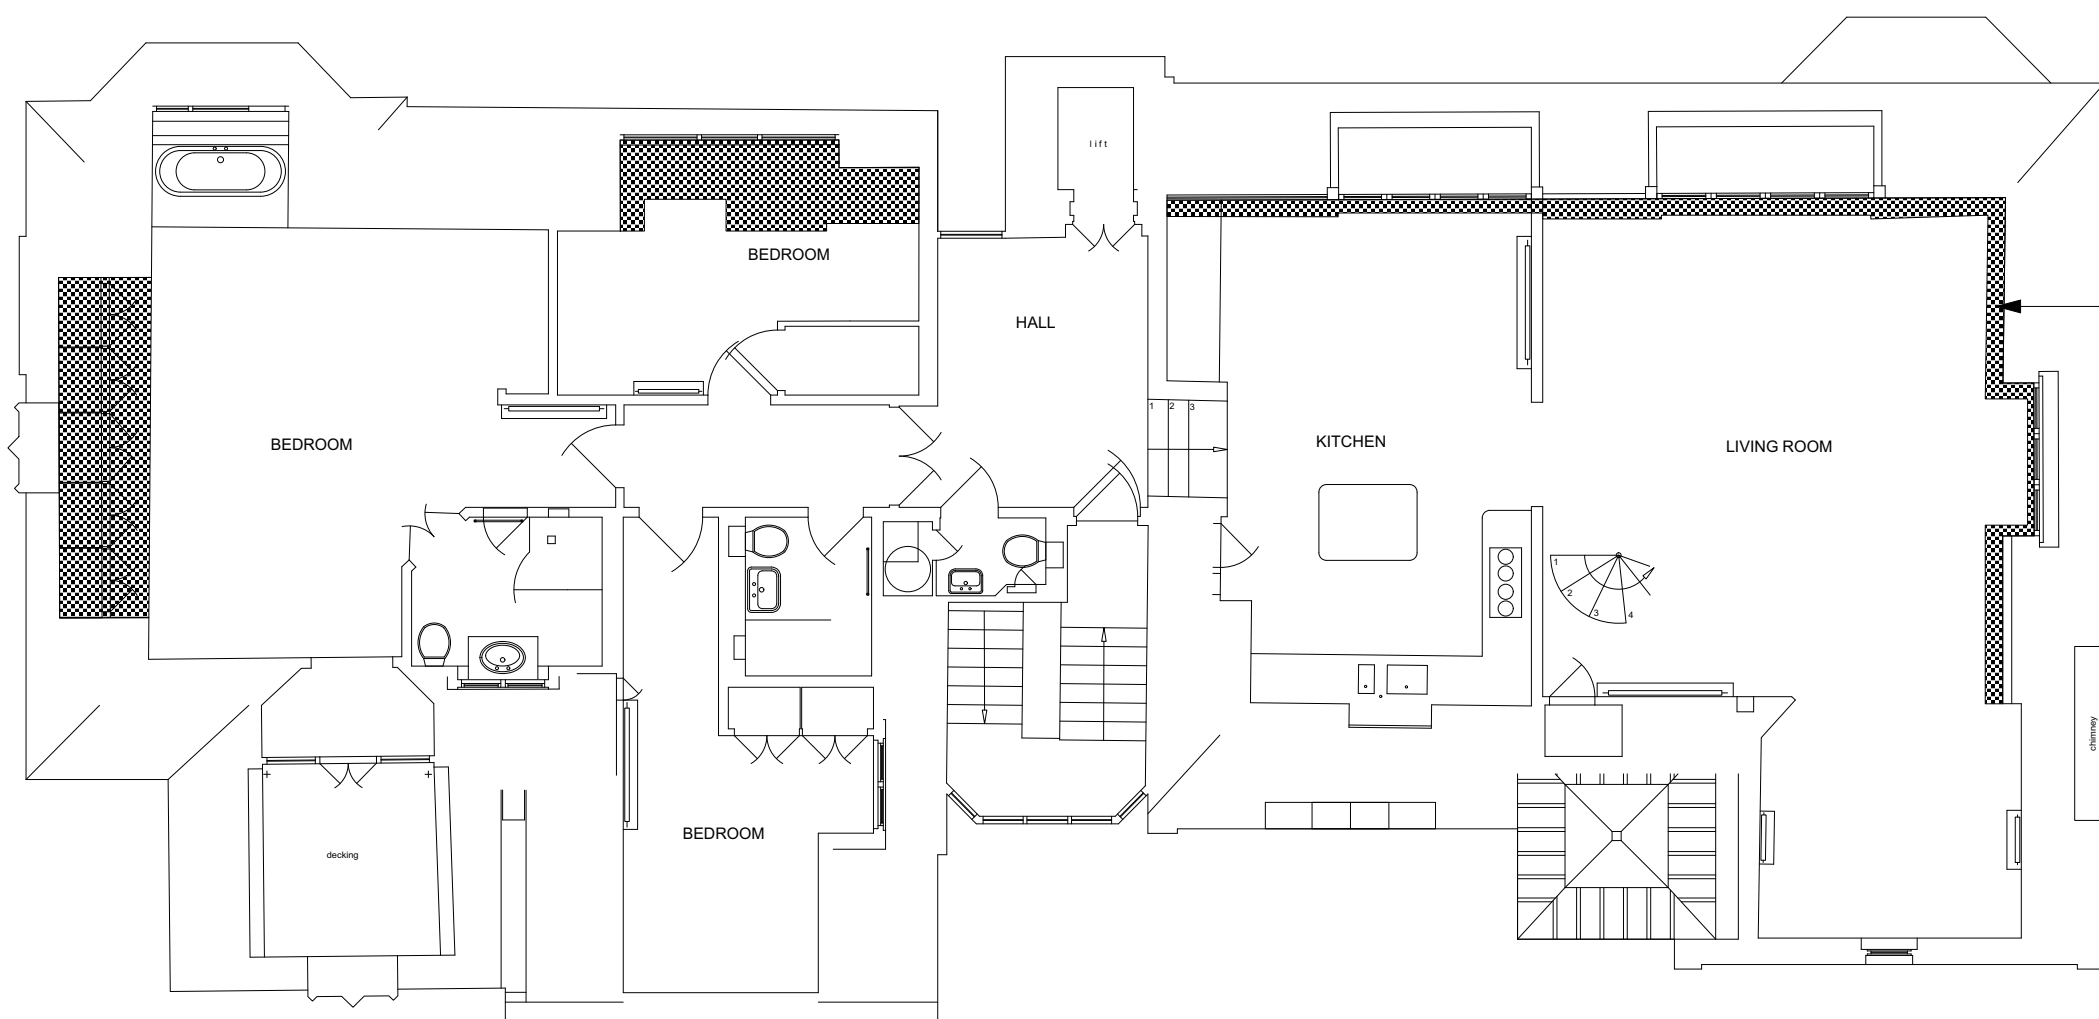 lift
BEDROOM
HALL
1 2 3
BEDROOM
KITCHEN
LIVING ROOM
1
2
3
4
chimney
BEDROOM
decking